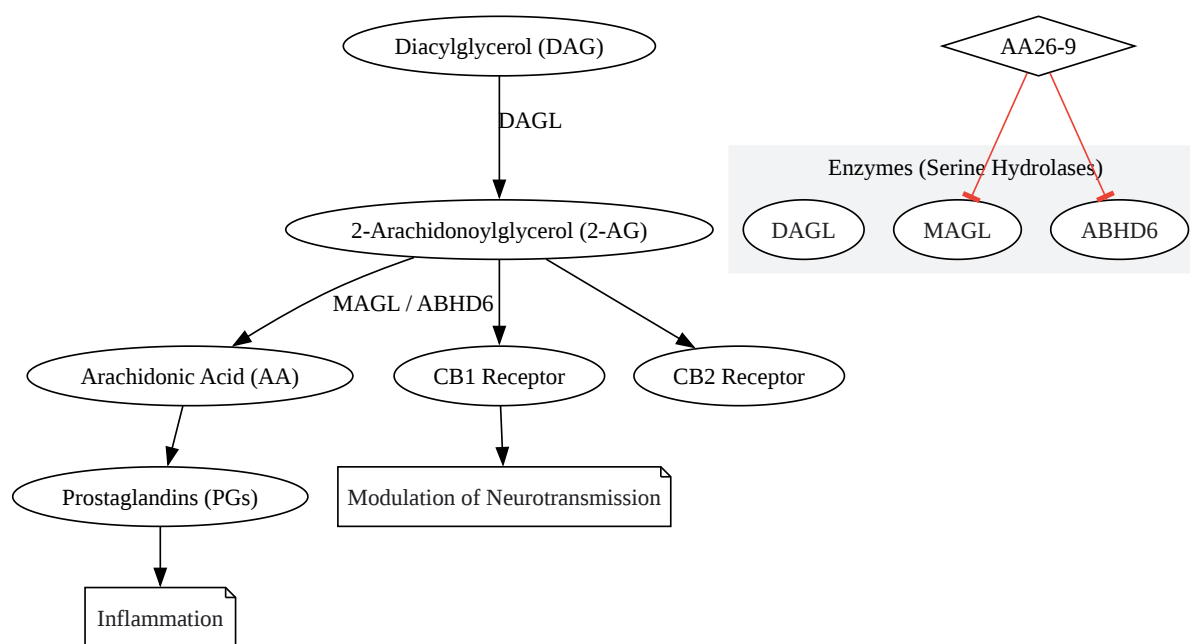 Diacylglycerol (DAG)
AA26-9
DAGL
Enzymes (Serine Hydrolases)
2-Arachidonoylglycerol (2-AG)
DAGL
MAGL
ABHD6
MAGL / ABHD6
Arachidonic Acid (AA)
CB1 Receptor
CB2 Receptor
Prostaglandins (PGs)
Modulation of Neurotransmission
Inflammation